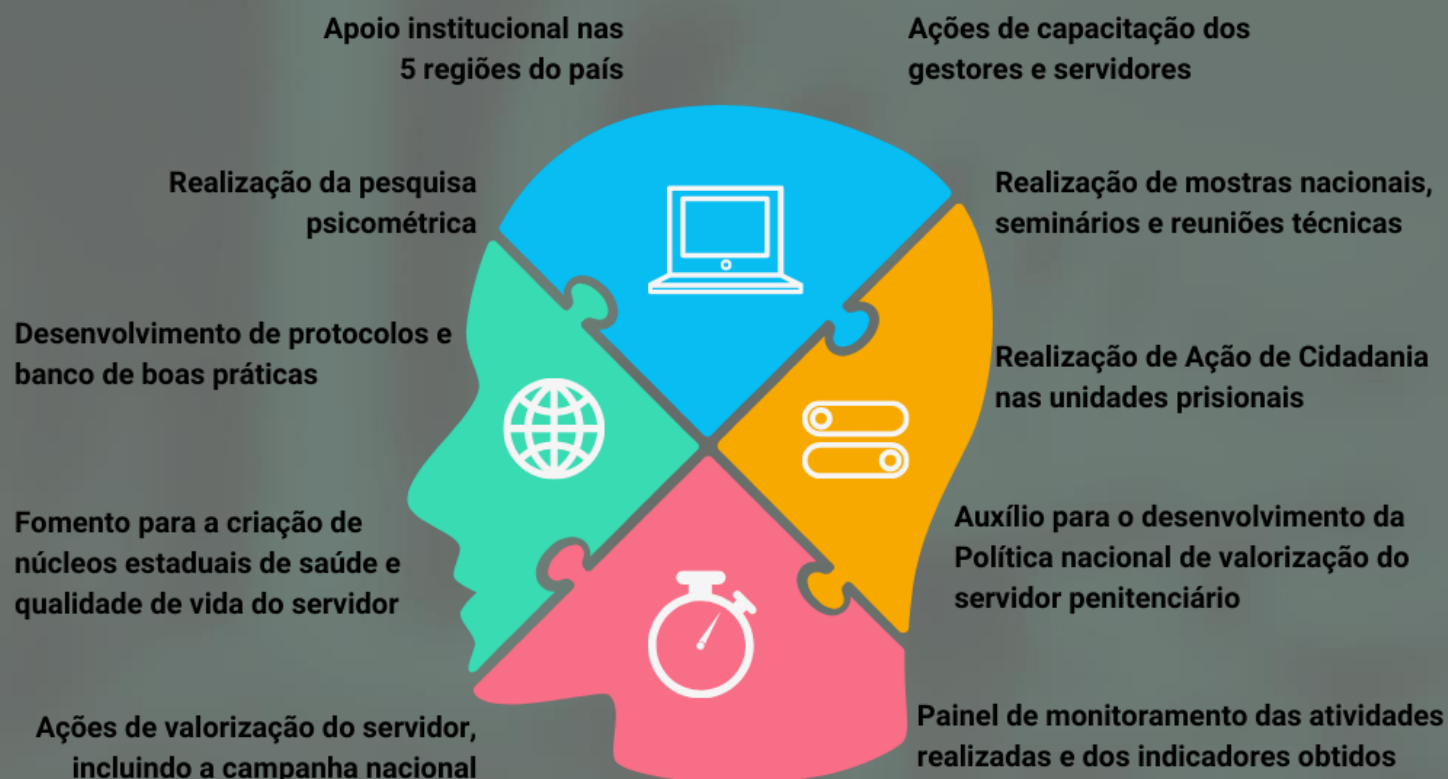 Apoio institucional nas
5 regiões do país
Realização da pesquisa
psicométrica
Desenvolvimento de protocolos e
banco de boas práticas
Fomento para a criação de
núcleos estaduais de saúde e
qualidade de vida do servidor
Ações de valorização do servidor,
incluindo a campanha nacional
Ações de capacitação dos
gestores e servidores
Realização de mostras nacionais,
seminários e reuniões técnicas
Realização de Ação de Cidadania
nas unidades prisionais
Auxílio para o desenvolvimento da
Política nacional de valorização do
servidor penitenciário
Painel de monitoramento das atividades
realizadas e dos indicadores obtidos